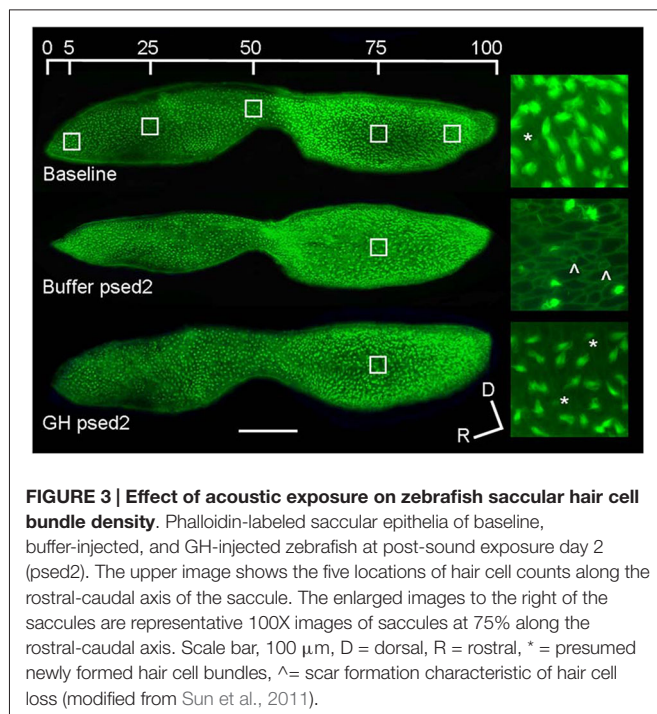 0 5 25 50 75 100
*
Baseline
^ ^
Buffer psed2
*
*
D
R
GH psed2
FIGURE 3 | Effect of acoustic exposure on zebrafish saccular hair cell
bundle density. Phalloidin-labeled saccular epithelia of baseline,
buffer-injected, and GH-injected zebrafish at post-sound exposure day 2
(psed2). The upper image shows the five locations of hair cell counts along the
rostral-caudal axis of the saccule. The enlarged images to the right of the
saccules are representative 100X images of saccules at 75% along the
rostral-caudal axis. Scale bar, 100 μm, D = dorsal, R = rostral, * = presumed
newly formed hair cell bundles, ^= scar formation characteristic of hair cell
loss (modified from Sun et al., 2011).